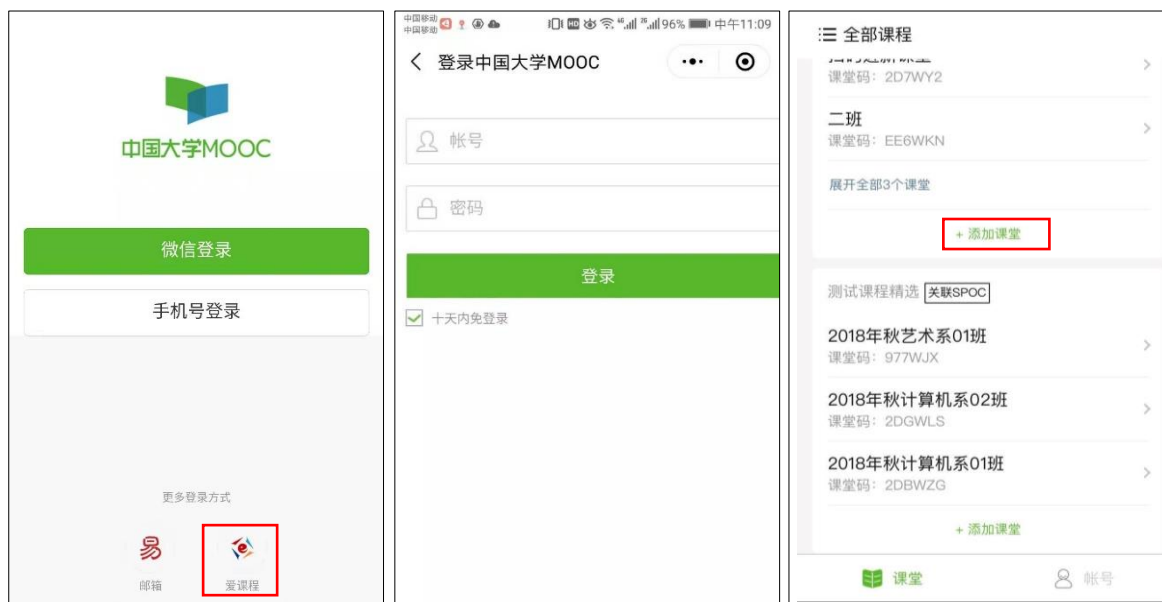 中国大学MOOC
微信登录
手机号登录
更多登录方式
易
邮箱
e
爱课程
中国移动
中国移动
HD
46
26
96%
中午11:09
登录中国大学MOOC
帐号
密码
登录
十天内免登录
全部课程
课堂码：2D7WY2
二班
课堂码：EE6WKN
展开全部3个课堂
+ 添加课堂
测试课程精选 关联SPOC
2018年秋艺术系01班
课堂码：977WJX
2018年秋计算机系02班
课堂码：2DGWLS
2018年秋计算机系01班
课堂码：2DBWZG
+ 添加课堂
课堂
帐号